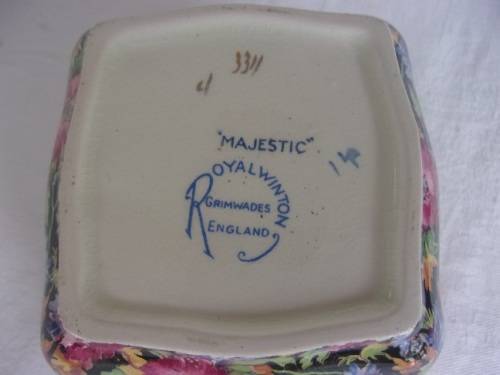 3311
"MAJESTIC"
ROYAL WINTON
GRIMWADES
ENGLAND